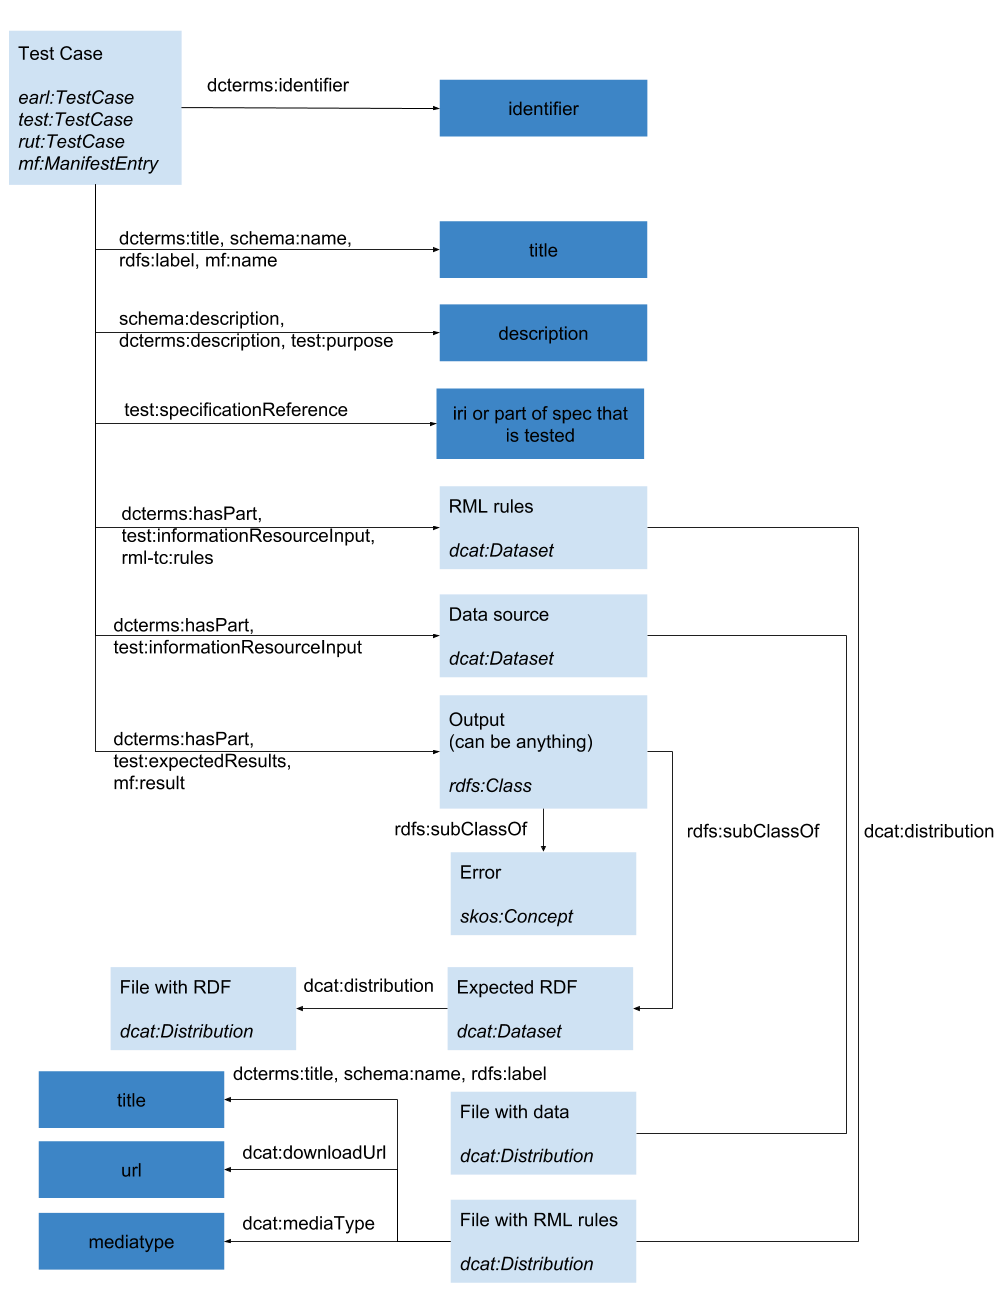 Test Case
earl:TestCase
test:TestCase
rut:TestCase
mf:ManifestEntry
dcterms:identifier
identifier
dcterms:title, schema:name,
rdfs:label, mf:name
title
schema:description,
dcterms:description, test:purpose
description
test:specificationReference
iri or part of spec that
is tested
dcterms:hasPart,
test:informationResourceInput,
rml-tc:rules
RML rules
dcat:Dataset
dcterms:hasPart,
test:informationResourceInput
Data source
dcat:Dataset
dcterms:hasPart,
test:expectedResults,
mf:result
Output
(can be anything)
rdfs:Class
rdfs:subClassOf
rdfs:subClassOf
dcat:distribution
Error
skos:Concept
File with RDF
dcat:Distribution
dcat:distribution
Expected RDF
dcat:Dataset
dcterms:title, schema:name, rdfs:label
title
File with data
dcat:Distribution
dcat:downloadUrl
url
dcat:mediaType
mediatype
File with RML rules
dcat:Distribution